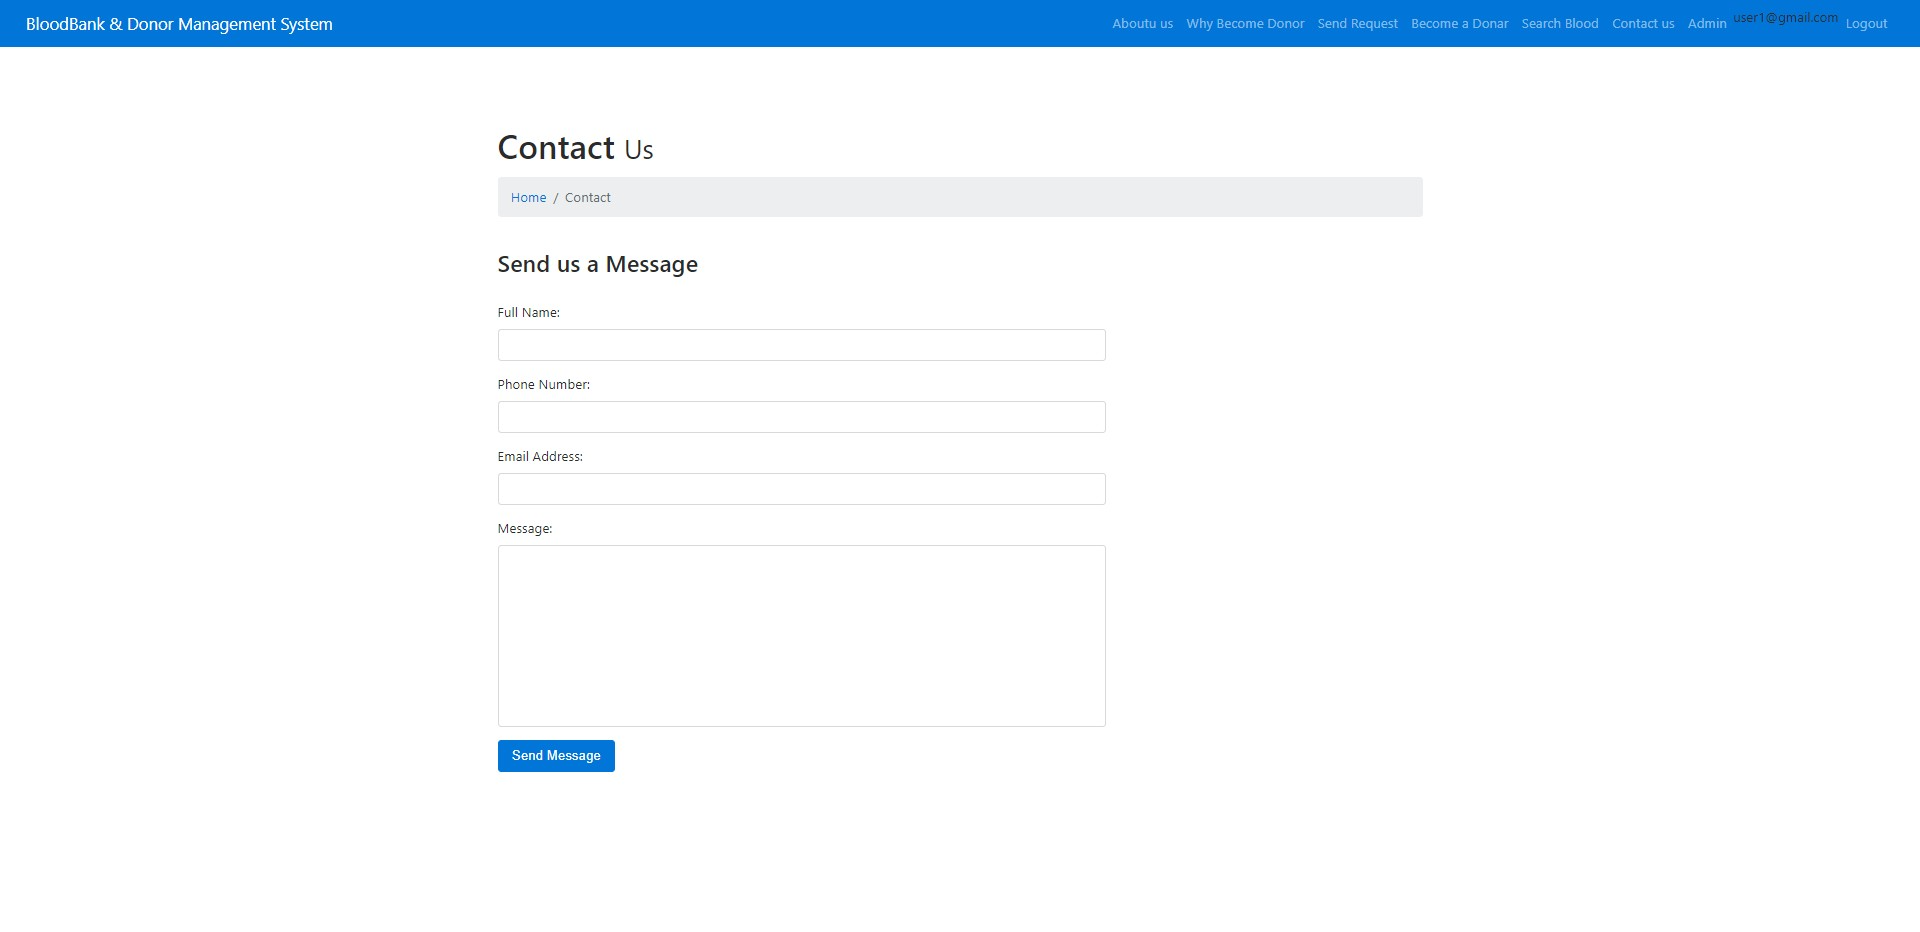 BloodBank & Donor Management System
Aboutu us Why Become Donor Send Request Become a Donar Search Blood Contact us Admin user1@gmail.com Logout
Contact Us
Home / Contact
Send us a Message
Full Name:
Phone Number:
Email Address:
Message:
Send Message